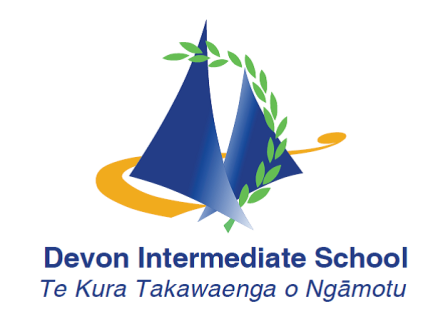 Devon Intermediate School
Te Kura Takawaenga o Ngāmotu